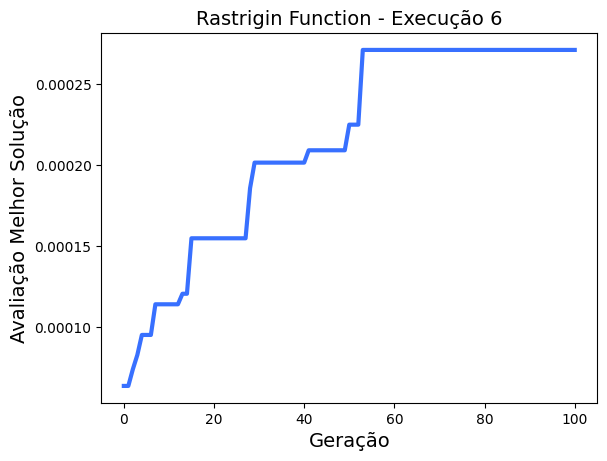 Rastrigin Function - Execução 6
Avaliação Melhor Solução
0.00025
0.00020
0.00015
0.00010
0 20 40 60 80 100
Geração